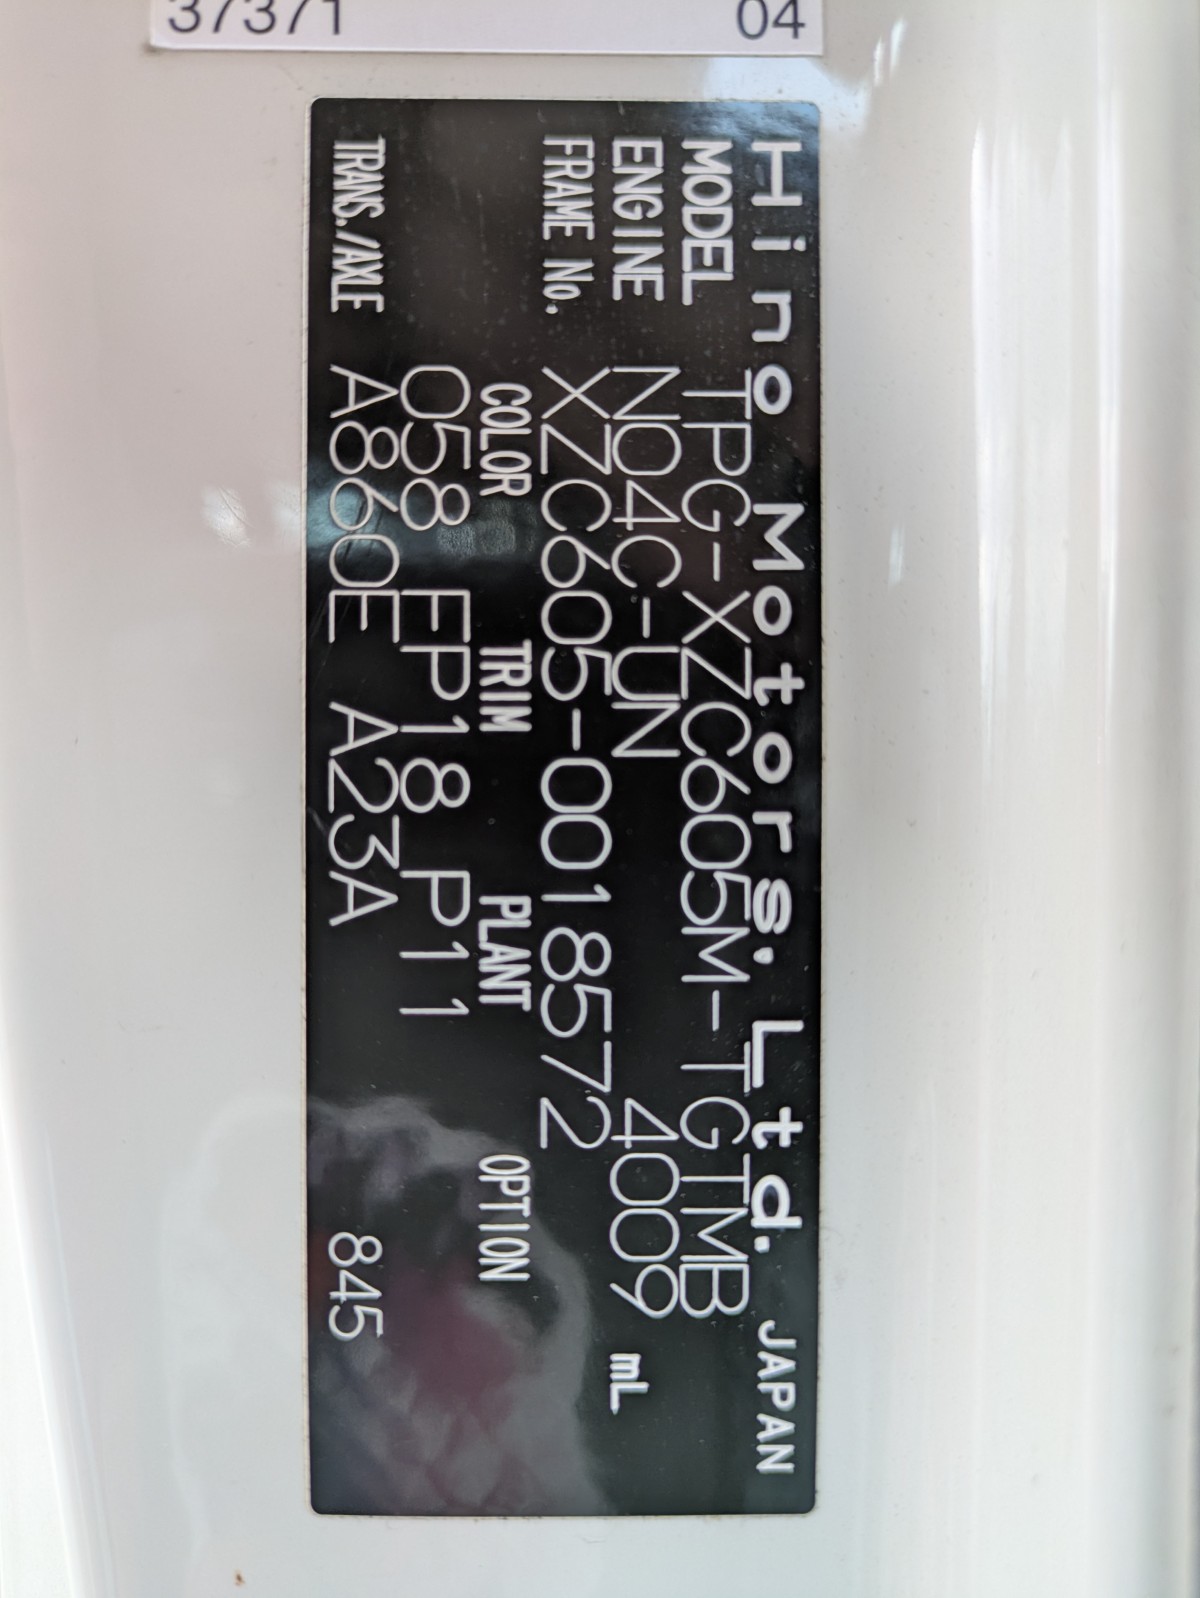 37371 04
Hino Motors. Ltd. JAPAN
MODEL TPG-XZC605M-TGTMB
ENGINE N04C-UN 4009 mL
FRAME No. XZC605-0018572
COLOR TRIM PLANT OPTION
058 FP18 P11
TRANS./AXLE A860E A23A 845